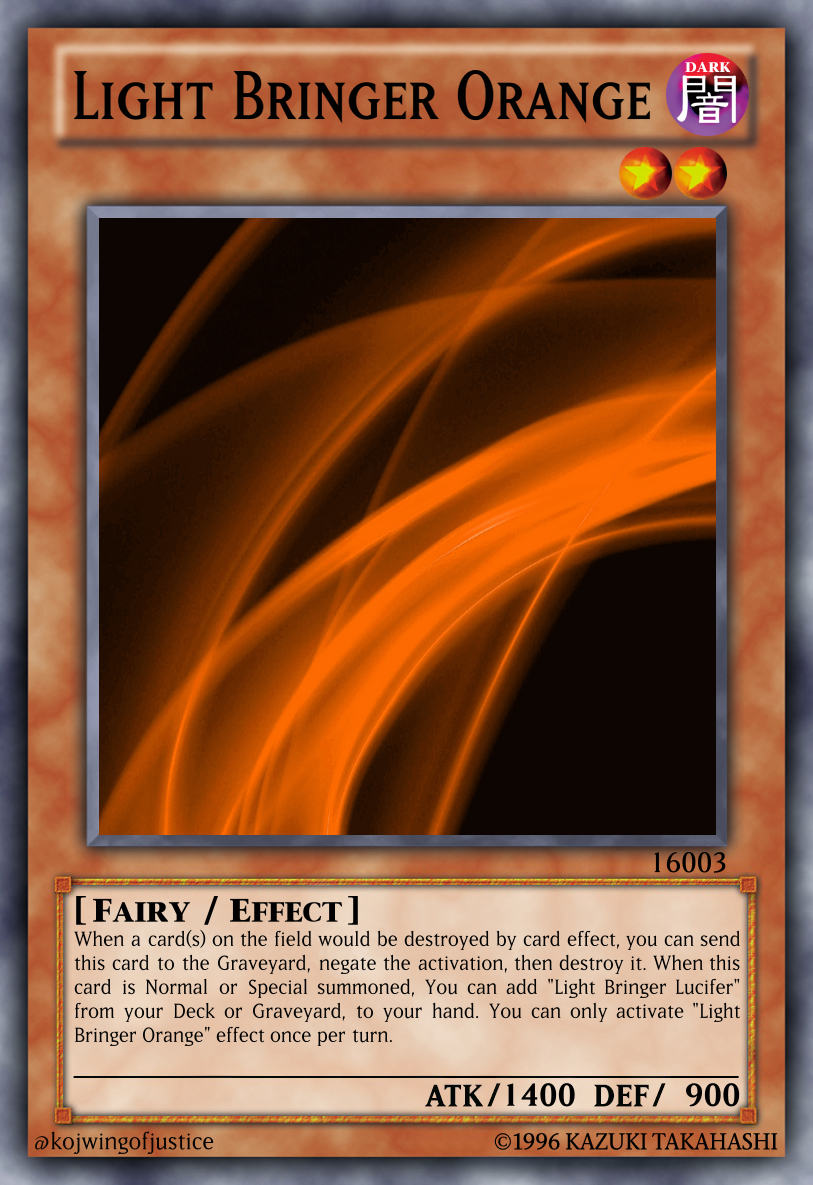 Light Bringer Orange
DARK
闇
16003
[ Fairy / Effect ]
When a card(s) on the field would be destroyed by card effect, you can send
this card to the Graveyard, negate the activation, then destroy it. When this
card is Normal or Special summoned, You can add "Light Bringer Lucifer"
from your Deck or Graveyard, to your hand. You can only activate "Light
Bringer Orange" effect once per turn.
ATK/1400 DEF/ 900
@kojwingofjustice
©1996 KAZUKI TAKAHASHI